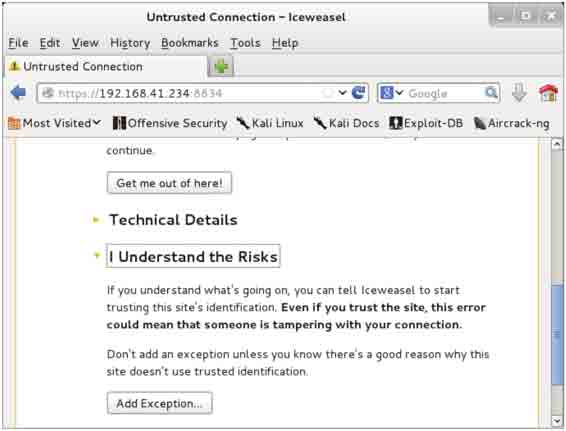 Untrusted Connection – Iceweasel
File Edit View History Bookmarks Tools Help
Untrusted Connection
https://192.168.41.234:8834
Google
Most Visited
Offensive Security
Kali Linux
Kali Docs
Exploit-DB
Aircrack-ng
continue.
Get me out of here!
Technical Details
I Understand the Risks
If you understand what's going on, you can tell Iceweasel to start
trusting this site's identification. Even if you trust the site, this error
could mean that someone is tampering with your connection.
Don't add an exception unless you know there's a good reason why this
site doesn't use trusted identification.
Add Exception...